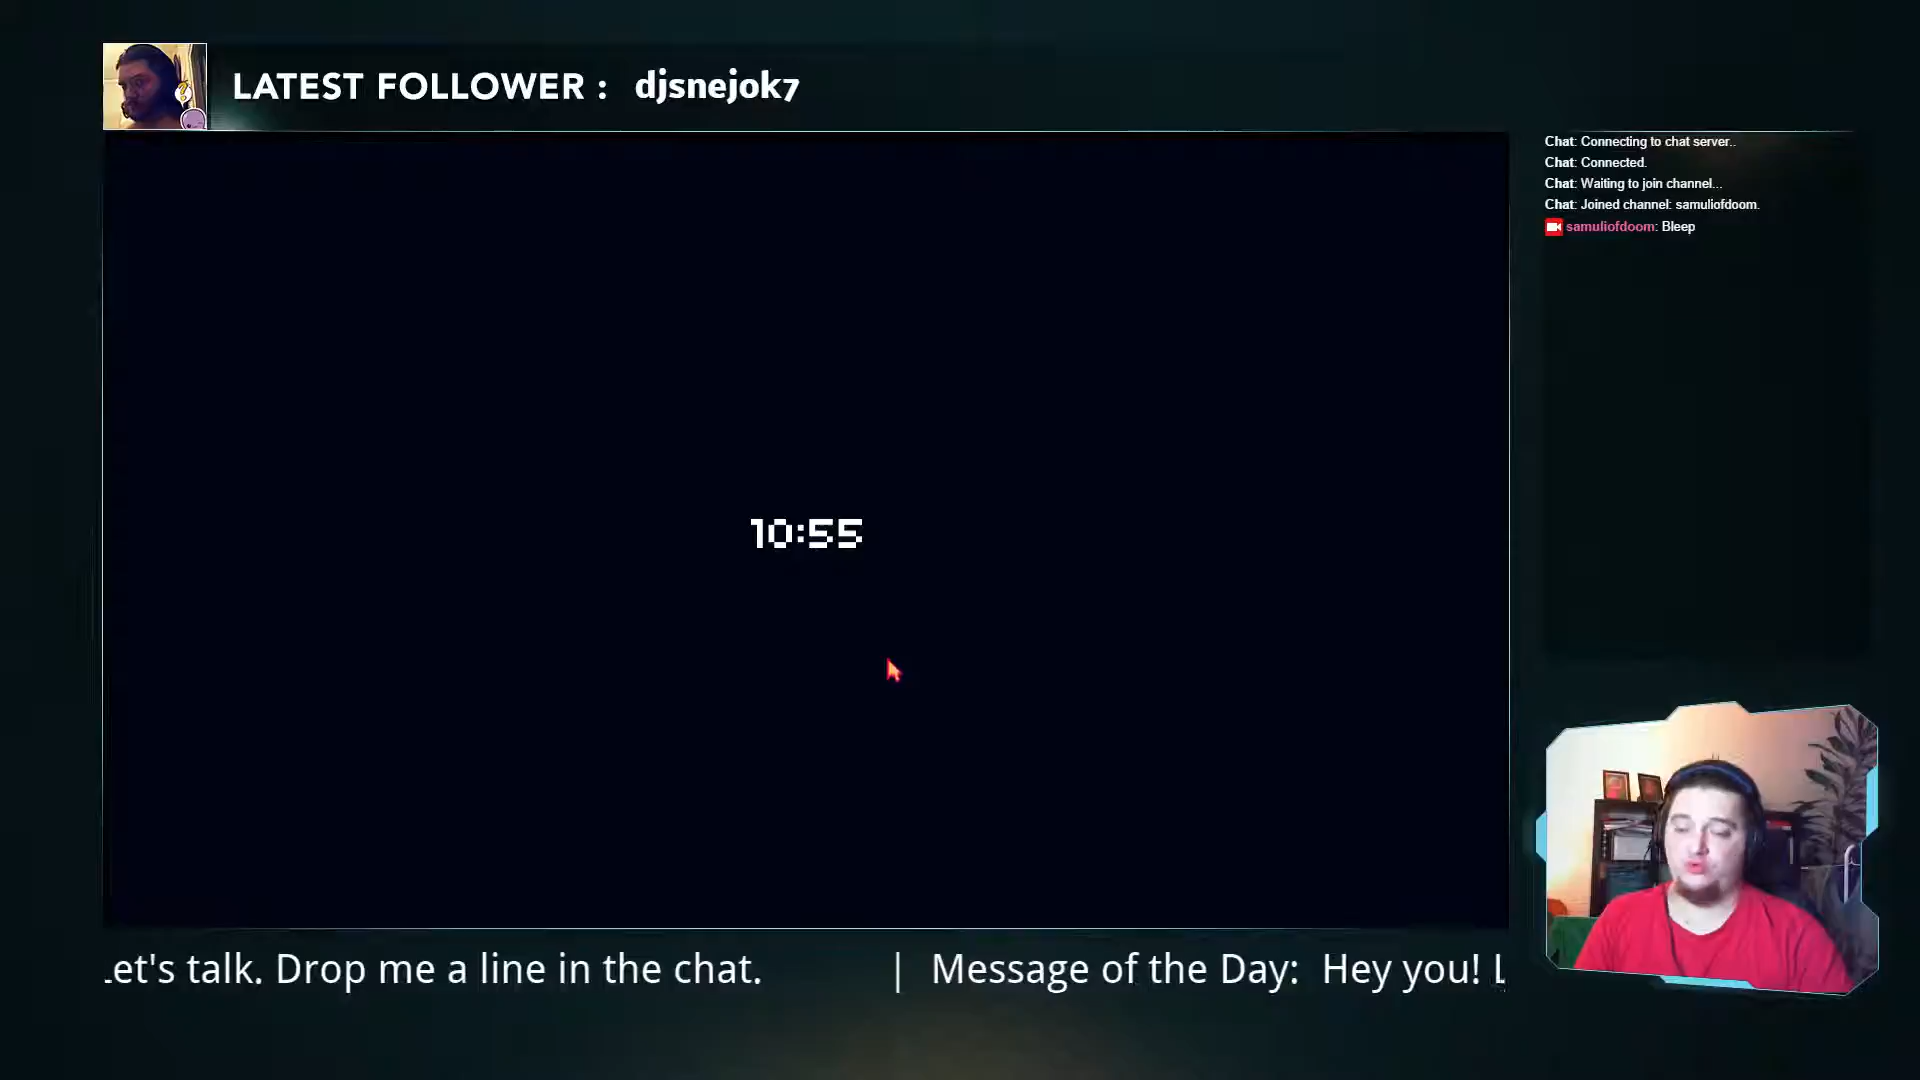 LATEST FOLLOWER : djsnejok7
Chat: Connecting to chat server..
Chat: Connected.
Chat: Waiting to join channel...
Chat: Joined channel: samuliofdoom.
samuliofdoom: Bleep
10:55
Let's talk. Drop me a line in the chat. | Message of the Day: Hey you! L